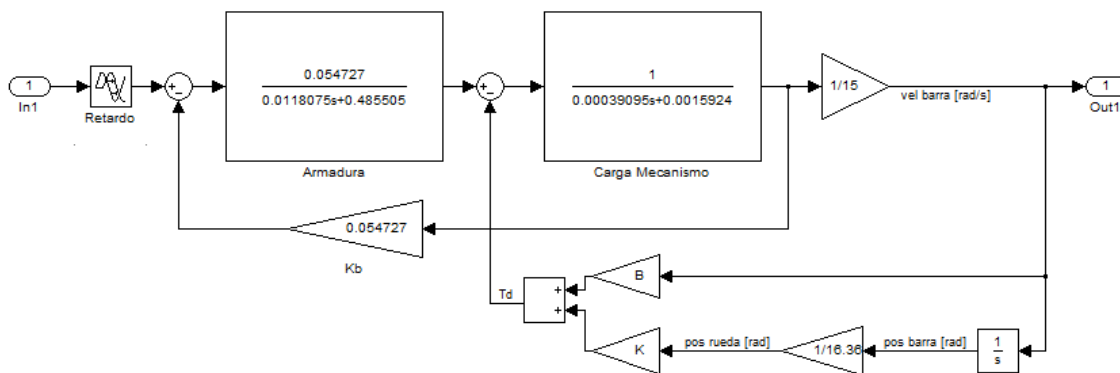 1
In1
Retardo
0.054727
0.0118075s+0.485505
Armadura
1
0.00039095s+0.0015924
Carga Mecanismo
1/15
vel barra [rad/s]
1
Out1
0.054727
Kb
B
Td
K
pos rueda [rad]
1/16.36
pos barra [rad]
1
s